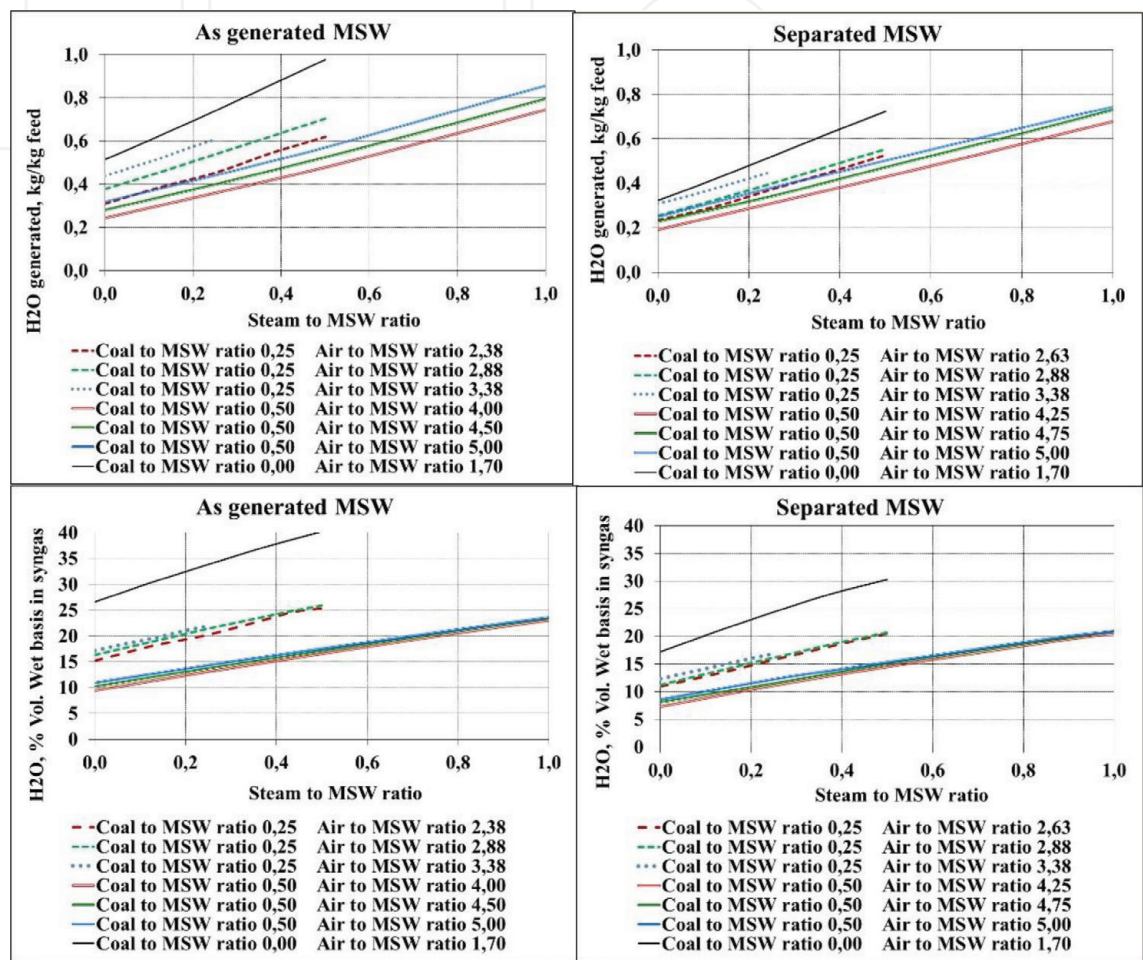 As generated MSW
H2O generated, kg/kg feed
1,0
0,8
0,6
0,4
0,2
0,0
0,0 0,2 0,4 0,6 0,8 1,0
Steam to MSW ratio
Coal to MSW ratio 0,25 Air to MSW ratio 2,38
Coal to MSW ratio 0,25 Air to MSW ratio 2,88
Coal to MSW ratio 0,25 Air to MSW ratio 3,38
Coal to MSW ratio 0,50 Air to MSW ratio 4,00
Coal to MSW ratio 0,50 Air to MSW ratio 4,50
Coal to MSW ratio 0,50 Air to MSW ratio 5,00
Coal to MSW ratio 0,00 Air to MSW ratio 1,70
Separated MSW
H2O generated, kg/kg feed
1,0
0,8
0,6
0,4
0,2
0,0
0,0 0,2 0,4 0,6 0,8 1,0
Steam to MSW ratio
Coal to MSW ratio 0,25 Air to MSW ratio 2,63
Coal to MSW ratio 0,25 Air to MSW ratio 2,88
Coal to MSW ratio 0,25 Air to MSW ratio 3,38
Coal to MSW ratio 0,50 Air to MSW ratio 4,25
Coal to MSW ratio 0,50 Air to MSW ratio 4,75
Coal to MSW ratio 0,50 Air to MSW ratio 5,00
Coal to MSW ratio 0,00 Air to MSW ratio 1,70
As generated MSW
H2O, % Vol. Wet basis in syngas
40
35
30
25
20
15
10
5
0
0,0 0,2 0,4 0,6 0,8 1,0
Steam to MSW ratio
Coal to MSW ratio 0,25 Air to MSW ratio 2,38
Coal to MSW ratio 0,25 Air to MSW ratio 2,88
Coal to MSW ratio 0,25 Air to MSW ratio 3,38
Coal to MSW ratio 0,50 Air to MSW ratio 4,00
Coal to MSW ratio 0,50 Air to MSW ratio 4,50
Coal to MSW ratio 0,50 Air to MSW ratio 5,00
Coal to MSW ratio 0,00 Air to MSW ratio 1,70
Separated MSW
H2O, % Vol. Wet basis in syngas
40
35
30
25
20
15
10
5
0
0,0 0,2 0,4 0,6 0,8 1,0
Steam to MSW ratio
Coal to MSW ratio 0,25 Air to MSW ratio 2,63
Coal to MSW ratio 0,25 Air to MSW ratio 2,88
Coal to MSW ratio 0,25 Air to MSW ratio 3,38
Coal to MSW ratio 0,50 Air to MSW ratio 4,25
Coal to MSW ratio 0,50 Air to MSW ratio 4,75
Coal to MSW ratio 0,50 Air to MSW ratio 5,00
Coal to MSW ratio 0,00 Air to MSW ratio 1,70